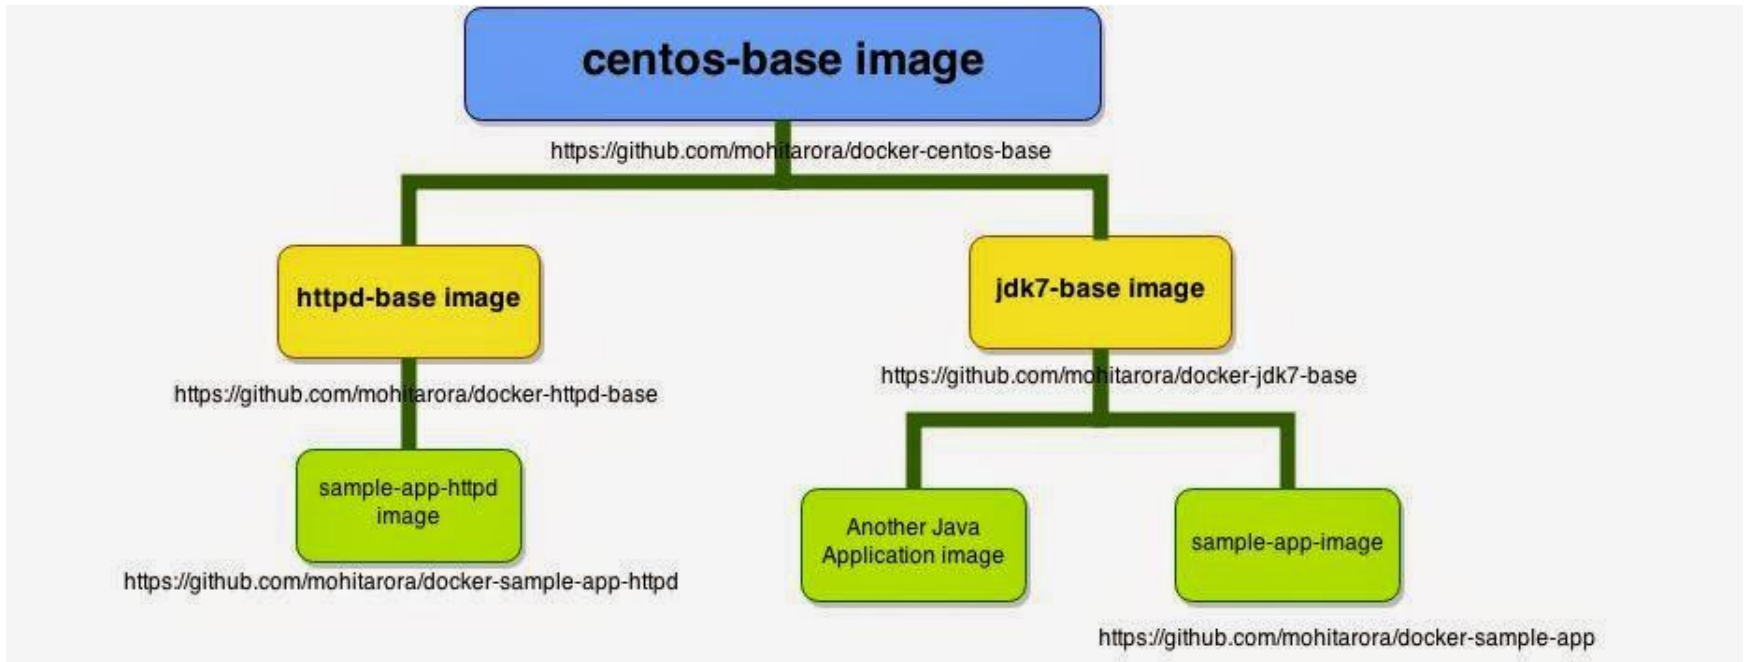 centos-base image
https://github.com/mohitarora/docker-centos-base
httpd-base image
https://github.com/mohitarora/docker-httpd-base
sample-app-httpd
image
https://github.com/mohitarora/docker-sample-app-httpd
jdk7-base image
https://github.com/mohitarora/docker-jdk7-base
Another Java
Application image
sample-app-image
https://github.com/mohitarora/docker-sample-app